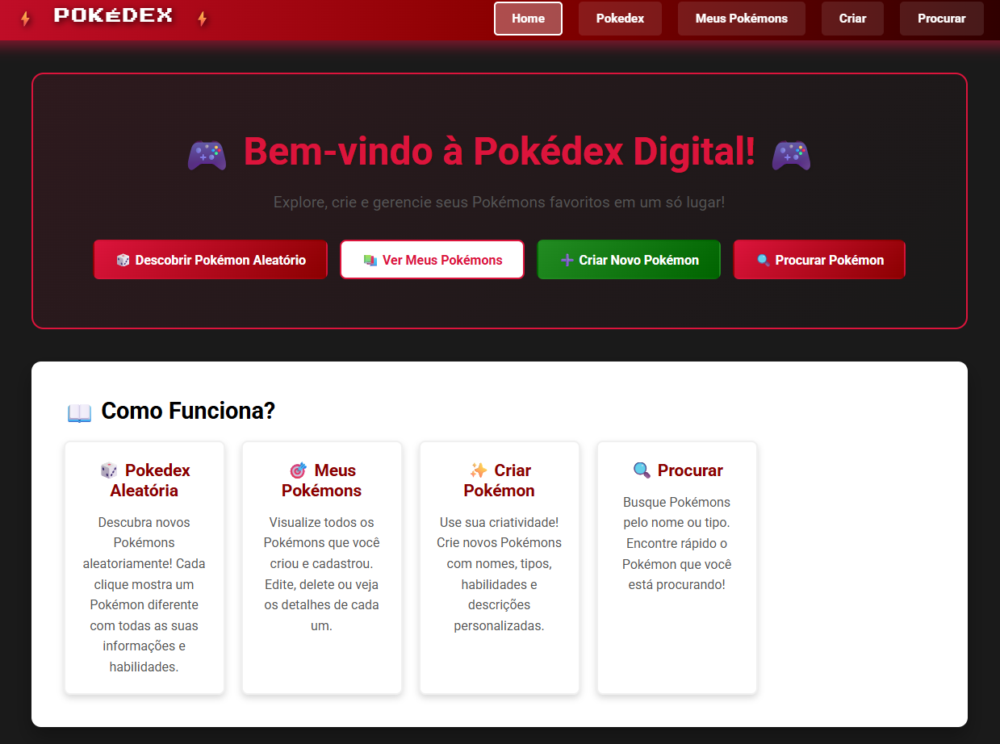 POKéDEX
Home
Pokedex
Meus Pokémons
Criar
Procurar
Bem-vindo à Pokédex Digital!
Explore, crie e gerencie seus Pokémons favoritos em um só lugar!
Descobrir Pokémon Aleatório
Ver Meus Pokémons
Criar Novo Pokémon
Procurar Pokémon
Como Funciona?
Pokedex
Aleatória
Descubra novos
Pokémons
aleatoriamente! Cada
clique mostra um
Pokémon diferente
com todas as suas
informações e
habilidades.
Meus
Pokémons
Visualize todos os
Pokémons que você
criou e cadastrou.
Edite, delete ou veja
os detalhes de cada
um.
Criar
Pokémon
Use sua criatividade!
Crie novos Pokémons
com nomes, tipos,
habilidades e
descrições
personalizadas.
Procurar
Busque Pokémons
pelo nome ou tipo.
Encontre rápido o
Pokémon que você
está procurando!